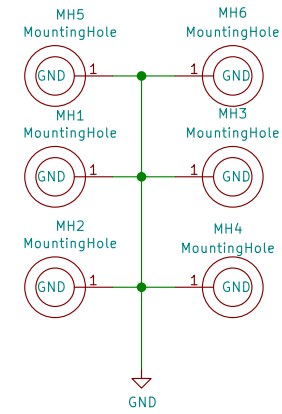 MH5
MountingHole
GND 1
MH6
MountingHole
1 GND
MH1
MountingHole
GND 1
MH3
MountingHole
1 GND
MH2
MountingHole
GND 1
MH4
MountingHole
1 GND
GND